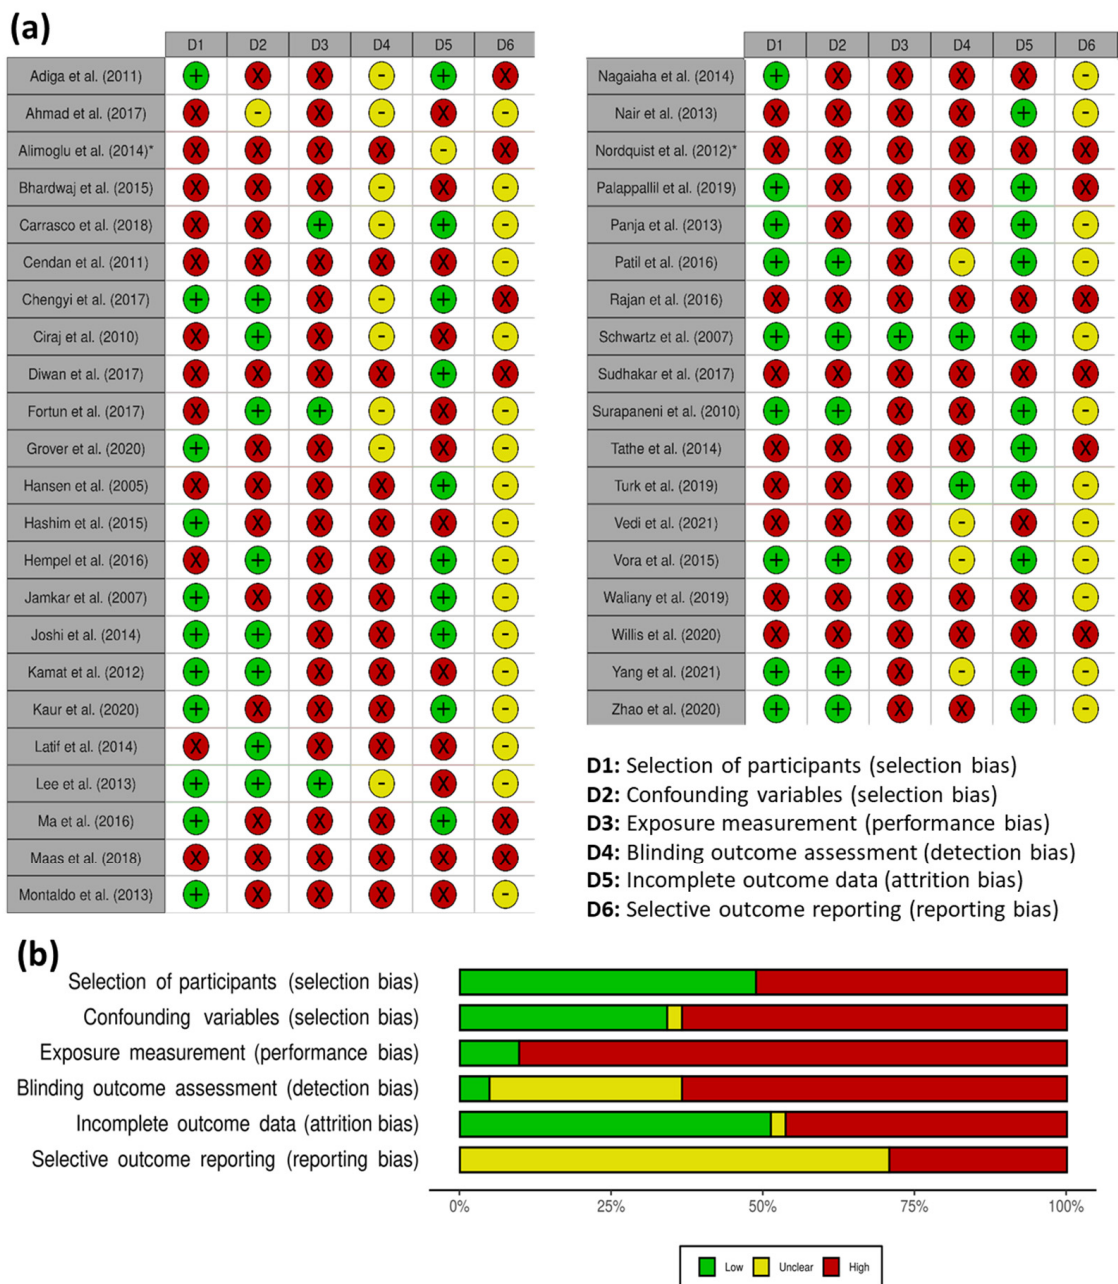 (a)
D1 D2 D3 D4 D5 D6
Adiga et al. (2011) + X X - + X
Ahmad et al. (2017) X - X - X -
Alimoglu et al. (2014)* X X X X - X
Bhardwaj et al. (2015) X X X - X -
Carrasco et al. (2018) X X + - + -
Cendan et al. (2011) X X X X X -
Chengyi et al. (2017) + + X - + X
Ciraj et al. (2010) X + X - X -
Diwan et al. (2017) X X X X + X
Fortun et al. (2017) X + + - X -
Grover et al. (2020) + X X - X -
Hansen et al. (2005) X X X X + -
Hashim et al. (2015) + X X X X -
Hempel et al. (2016) X + X X + -
Jamkar et al. (2007) + X X X + -
Joshi et al. (2014) + + X X + -
Kamat et al. (2012) + + X X X -
Kaur et al. (2020) + X X X + -
Latif et al. (2014) X + X X X -
Lee et al. (2013) + + + - X -
Ma et al. (2016) + X X X + X
Maas et al. (2018) X X X X X X
Montaldo et al. (2013) + X X X X -
D1 D2 D3 D4 D5 D6
Nagaiaha et al. (2014) + X X X X -
Nair et al. (2013) X X X X + -
Nordquist et al. (2012)* X X X X X X
Palappallil et al. (2019) + X X X + X
Panja et al. (2013) + X X X + -
Patil et al. (2016) + + X - + -
Rajan et al. (2016) X X X X X X
Schwartz et al. (2007) + + + + + -
Sudhakar et al. (2017) X X X X X X
Surapaneni et al. (2010) + + X X + -
Tathe et al. (2014) X X X X + X
Turk et al. (2019) X X X + + -
Vedi et al. (2021) X X X - X -
Vora et al. (2015) + + X - + -
Waliany et al. (2019) X X X X X -
Willis et al. (2020) X X X X X X
Yang et al. (2021) + + X - + -
Zhao et al. (2020) + + X X + -
D1: Selection of participants (selection bias)
D2: Confounding variables (selection bias)
D3: Exposure measurement (performance bias)
D4: Blinding outcome assessment (detection bias)
D5: Incomplete outcome data (attrition bias)
D6: Selective outcome reporting (reporting bias)
(b)
Selection of participants (selection bias)
Confounding variables (selection bias)
Exposure measurement (performance bias)
Blinding outcome assessment (detection bias)
Incomplete outcome data (attrition bias)
Selective outcome reporting (reporting bias)
0% 25% 50% 75% 100%
Low Unclear High